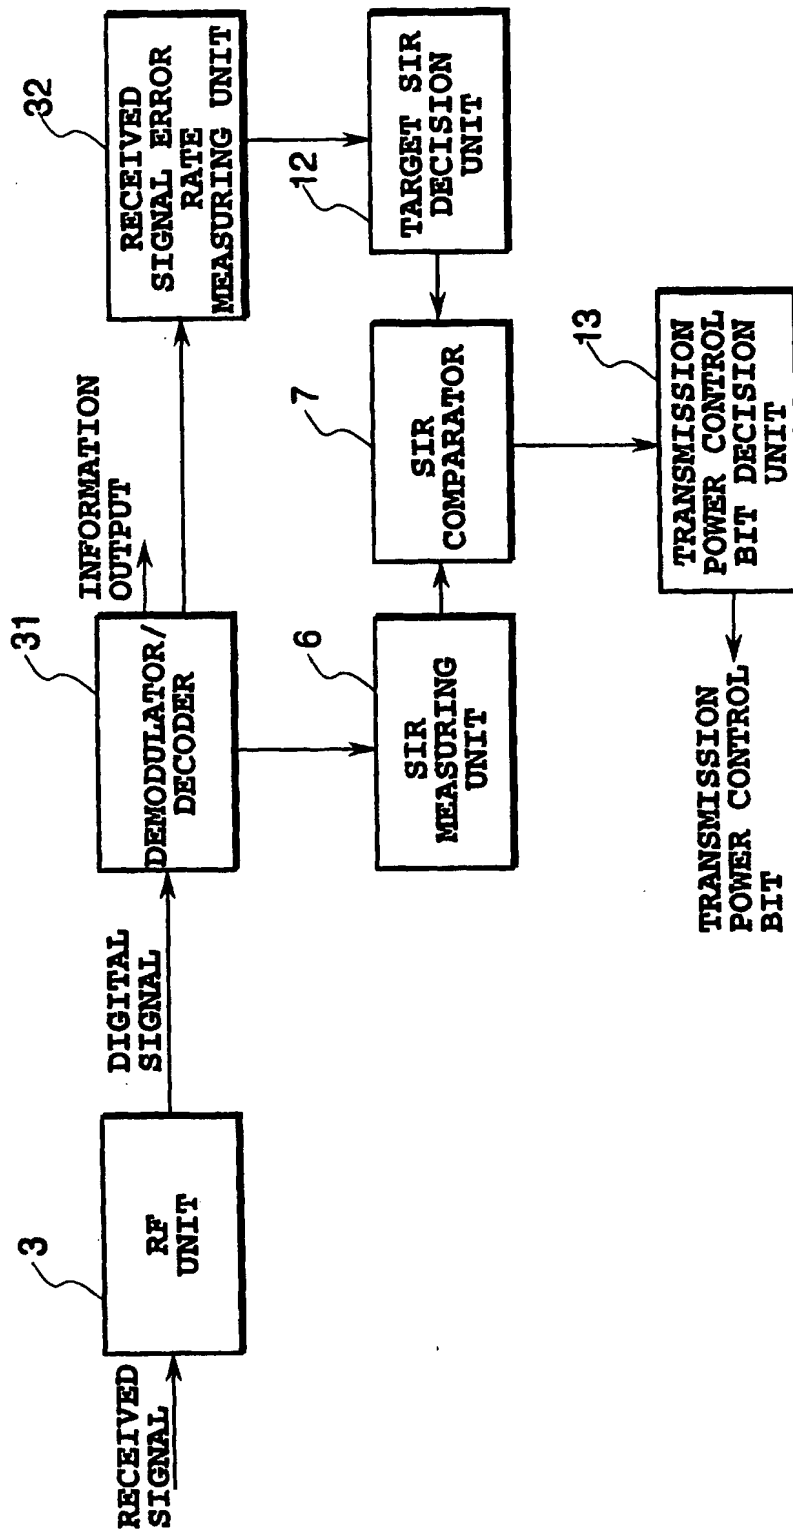 RECEIVED
SIGNAL
3
RF
UNIT
DIGITAL
SIGNAL
31
DEMODULATOR/
DECODER
INFORMATION
OUTPUT
32
RECEIVED
SIGNAL ERROR
RATE
MEASURING UNIT
6
SIR
MEASURING
UNIT
7
SIR
COMPARATOR
12
TARGET SIR
DECISION
UNIT
13
TRANSMISSION
POWER CONTROL
BIT DECISION
UNIT
TRANSMISSION
POWER CONTROL
BIT